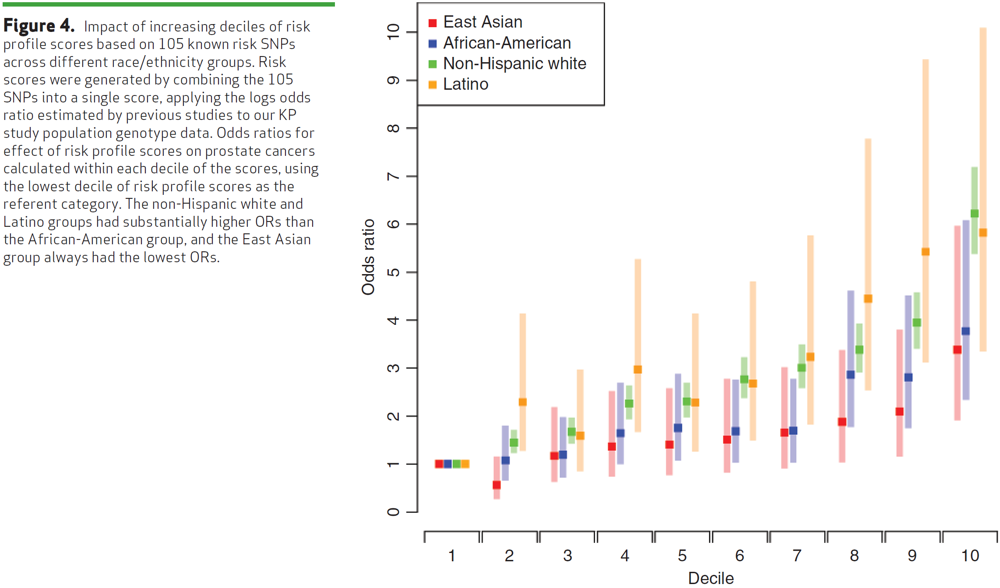 Figure 4. Impact of increasing deciles of risk
profile scores based on 105 known risk SNPs
across different race/ethnicity groups. Risk
scores were generated by combining the 105
SNPs into a single score, applying the logs odds
ratio estimated by previous studies to our KP
study population genotype data. Odds ratios for
effect of risk profile scores on prostate cancers
calculated within each decile of the scores, using
the lowest decile of risk profile scores as the
referent category. The non-Hispanic white and
Latino groups had substantially higher ORs than
the African-American group, and the East Asian
group always had the lowest ORs.
East Asian
African-American
Non-Hispanic white
Latino
Odds ratio
10
9
8
7
6
5
4
3
2
1
0
1 2 3 4 5 6 7 8 9 10
Decile